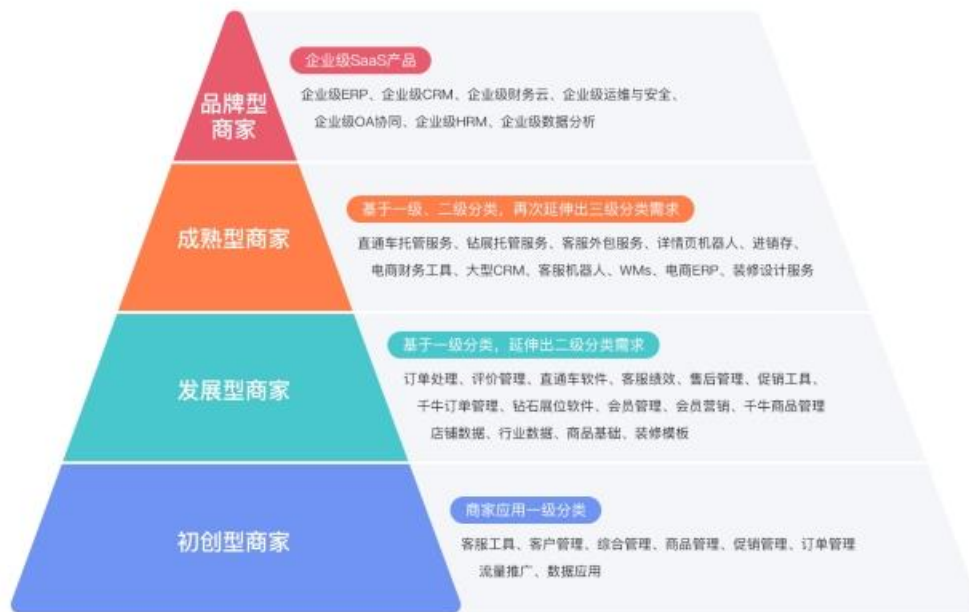 企业级SaaS产品
品牌型
商家
企业级ERP、企业级CRM、企业级财务云、企业级运维与安全、
企业级OA协同、企业级HRM、企业级数据分析
基于一级、二级分类，再次延伸出三级分类需求
成熟型商家
直通车托管服务、钻展托管服务、客服外包服务、详情页机器人、进销存、
电商财务工具、大型CRM、客服机器人、WMs、电商ERP、装修设计服务
基于一级分类，延伸出二级分类需求
发展型商家
订单处理、评价管理、直通车软件、客服绩效、售后管理、促销工具、
千牛订单管理、钻石展位软件、会员管理、会员营销、千牛商品管理
店铺数据、行业数据、商品基础、装修模板
商家应用一级分类
初创型商家
客服工具、客户管理、综合管理、商品管理、促销管理、订单管理
流量推广、数据应用